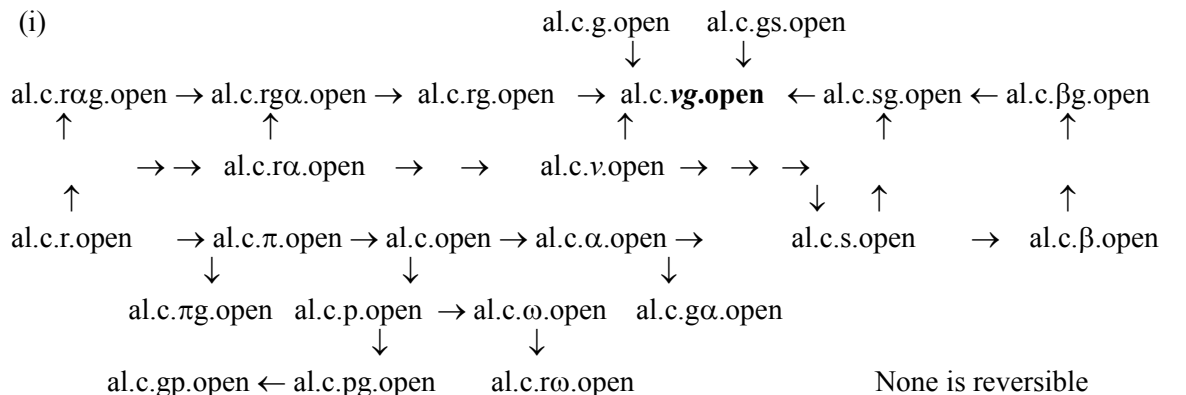 (i) al.c.g.open al.c.gs.open
↓ ↓
al.c.rαg.open → al.c.rgα.open → al.c.rg.open → al.c.νg.open ← al.c.sg.open ← al.c.βg.open
↑ ↑ ↑ ↑ ↑
→ → al.c.rα.open → → al.c.ν.open → → →
↑ ↓ ↑ ↑
al.c.r.open → al.c.π.open → al.c.open → al.c.α.open → al.c.s.open → al.c.β.open
↓ ↓ ↓
al.c.πg.open al.c.p.open → al.c.ω.open al.c.gα.open
↓ ↓
al.c.gp.open ← al.c.pg.open al.c.rω.open None is reversible